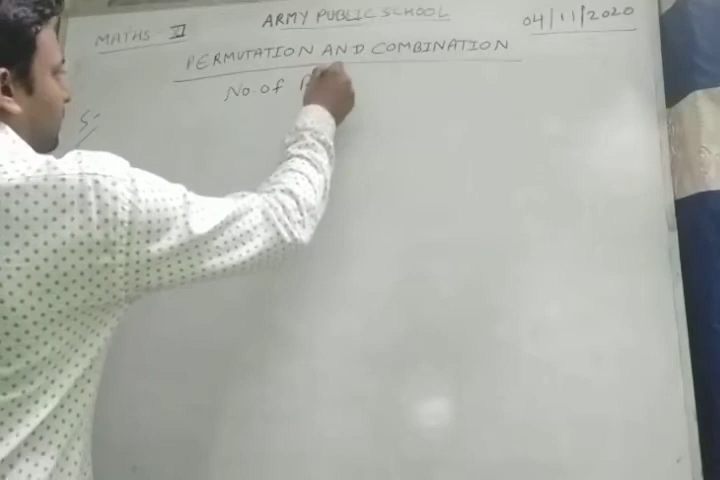 ARMY PUBLIC SCHOOL
MATHS XI
04/11/2020
PERMUTATION AND COMBINATION
No. of